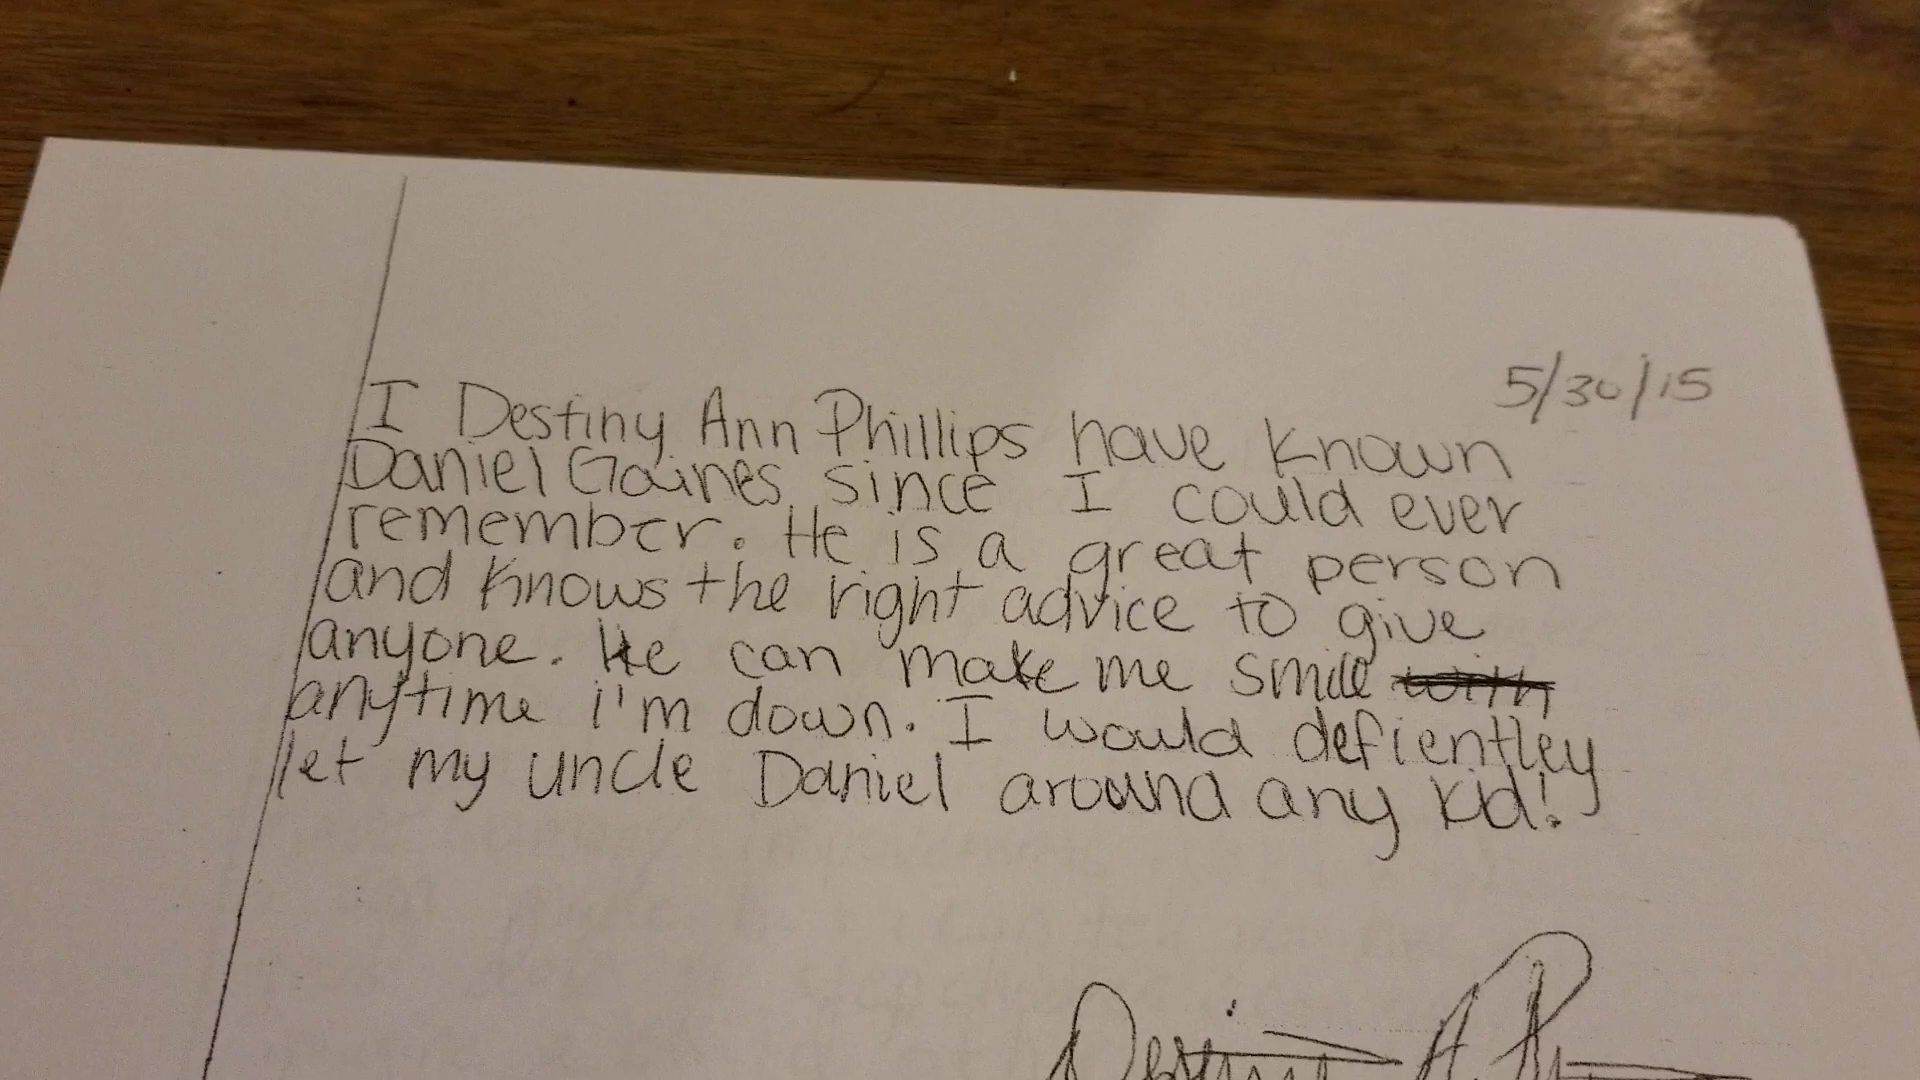 5/30/15
I Destiny Ann Phillips have known
Daniel Gaines since I could ever
remember. He is a great person
and knows the right advice to give
anyone. He can make me smile with
anytime i'm down. I would defientley
let my uncle Daniel around any kid!